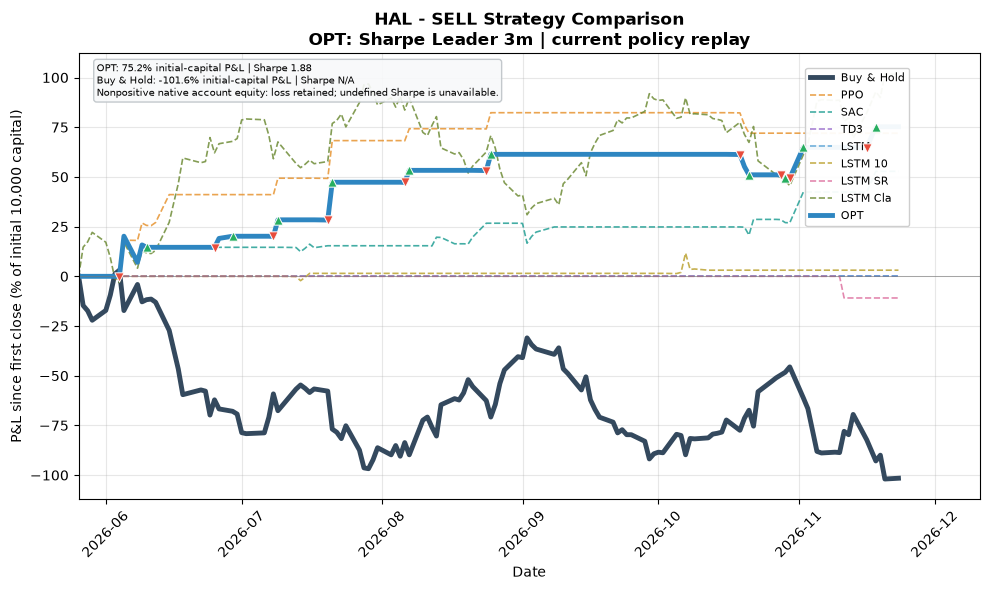 HAL - SELL Strategy Comparison
OPT: Sharpe Leader 3m | current policy replay
OPT: 75.2% initial-capital P&L | Sharpe 1.88
Buy & Hold: -101.6% initial-capital P&L | Sharpe N/A
Nonpositive native account equity: loss retained; undefined Sharpe is unavailable.
Buy & Hold
PPO
SAC
TD3
LSTM 10
LSTM SR
LSTM Cla
OPT
P&L since first close (% of initial 10,000 capital)
100
75
50
25
0
−25
−50
−75
−100
2026-06
2026-07
2026-08
2026-09
2026-10
2026-11
2026-12
Date